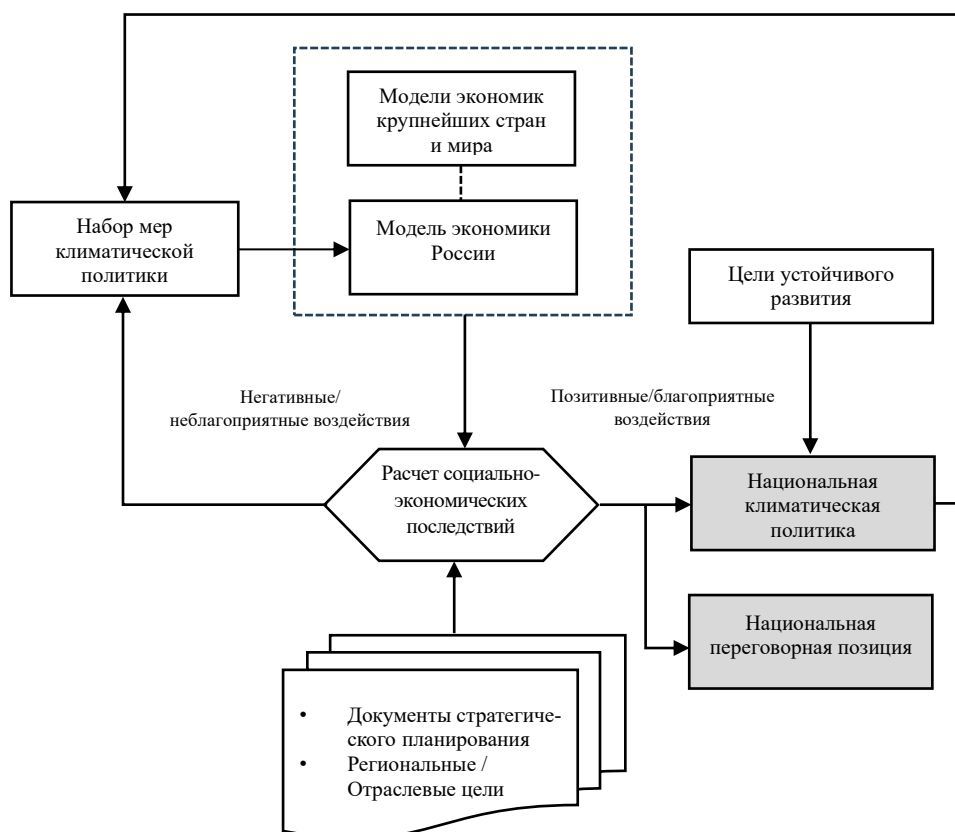 Модели экономик
крупнейших стран
и мира
Набор мер
климатической
политики
Модель экономики
России
Цели устойчивого
развития
Негативные/
неблагоприятные воздействия
Позитивные/благоприятные
воздействия
Расчет социально-
экономических
последствий
Национальная
климатическая
политика
Национальная
переговорная позиция
• Документы стратегиче-
ского планирования
• Региональные /
Отраслевые цели